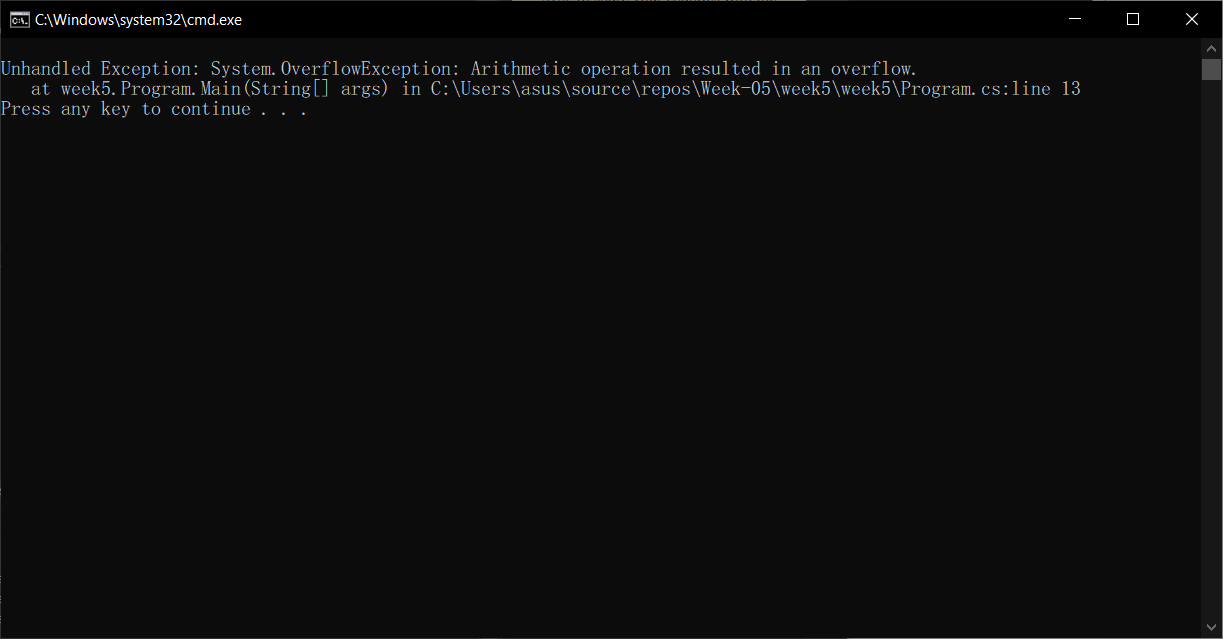 C:\Windows\system32\cmd.exe
Unhandled Exception: System.OverflowException: Arithmetic operation resulted in an overflow.
   at week5.Program.Main(String[] args) in C:\Users\asus\source\repos\Week-05\week5\week5\Program.cs:line 13
Press any key to continue . . .